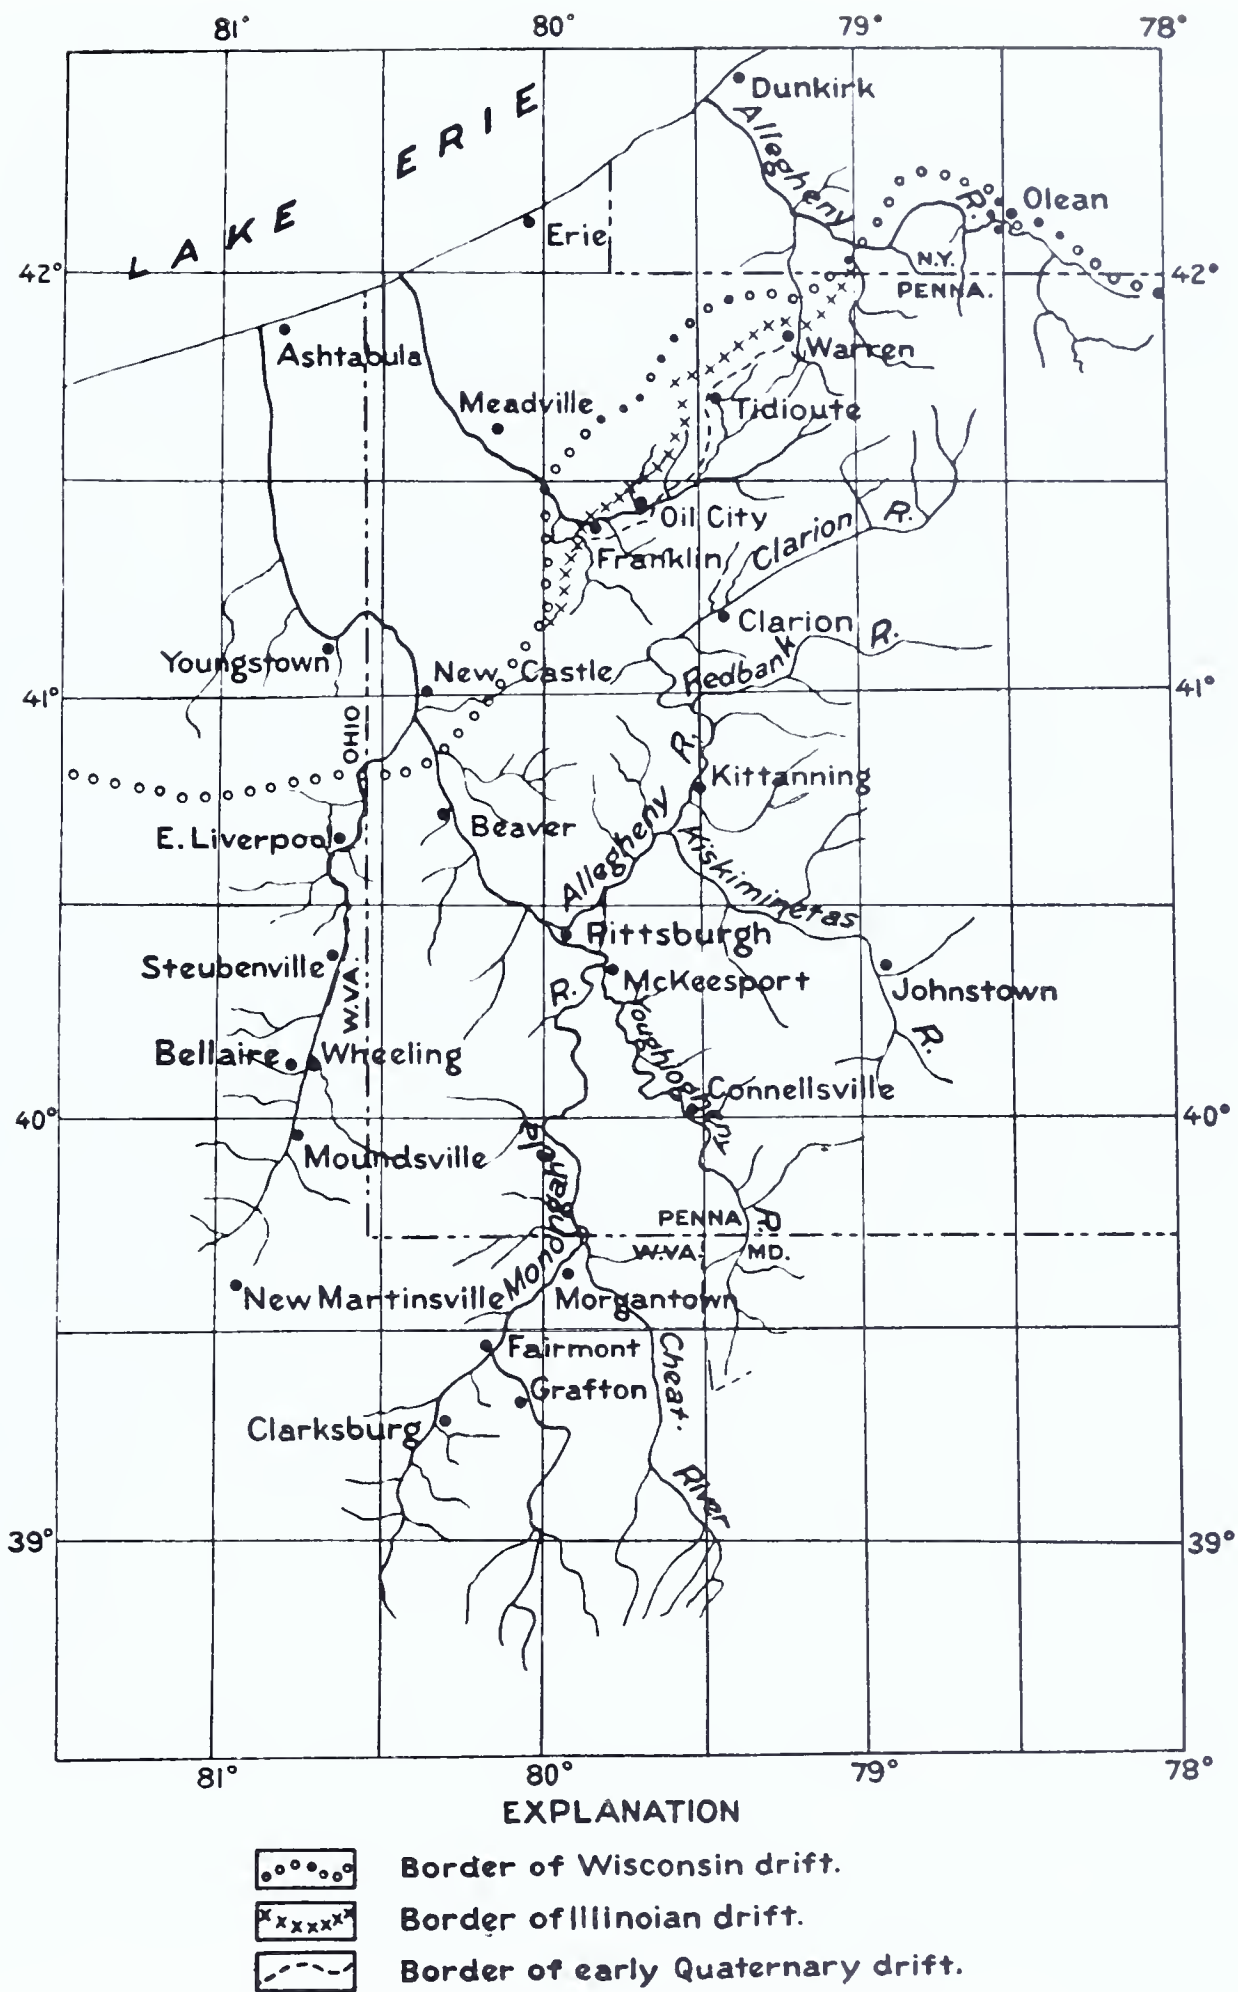 81° 80° 79° 78°
Dunkirk
LAKE ERIE
Allegheny R.
Olean
Erie
N.Y.
42° 42°
PENNA.
Ashtabula
Warren
Meadville
Tidioute
Oil City
Clarion R.
Franklin
Clarion
Redbank R.
Youngstown
New Castle
41° 41°
OHIO
R.
Kittanning
E. Liverpool
Beaver
Allegheny
Kiskiminetas
Pittsburgh
Steubenville
McKeesport
R.
Johnstown
W.VA.
Youghiogheny
R.
Bellaire
Wheeling
Connellsville
40° 40°
Moundsville
Monongahela
PENNA
R.
W.VA.
MD.
New Martinsville
Morgantown
Fairmont
Cheat
Grafton
Clarksburg
River
39° 39°
81° 80° 79° 78°
EXPLANATION
Border of Wisconsin drift.
Border of Illinoian drift.
Border of early Quaternary drift.